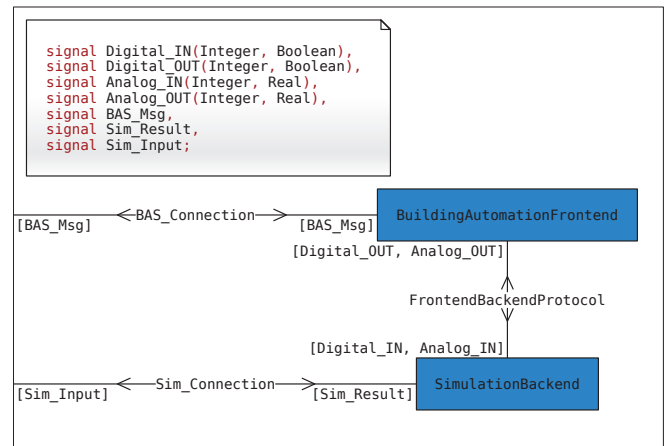 signal Digital_IN(Integer, Boolean),
signal Digital_OUT(Integer, Boolean),
signal Analog_IN(Integer, Real),
signal Analog_OUT(Integer, Real),
signal BAS_Msg,
signal Sim_Result,
signal Sim_Input;
BAS_Connection
BuildingAutomationFrontend
[BAS_Msg]
[BAS_Msg]
[Digital_OUT, Analog_OUT]
FrontendBackendProtocol
[Digital_IN, Analog_IN]
Sim_Connection
SimulationBackend
[Sim_Input]
[Sim_Result]